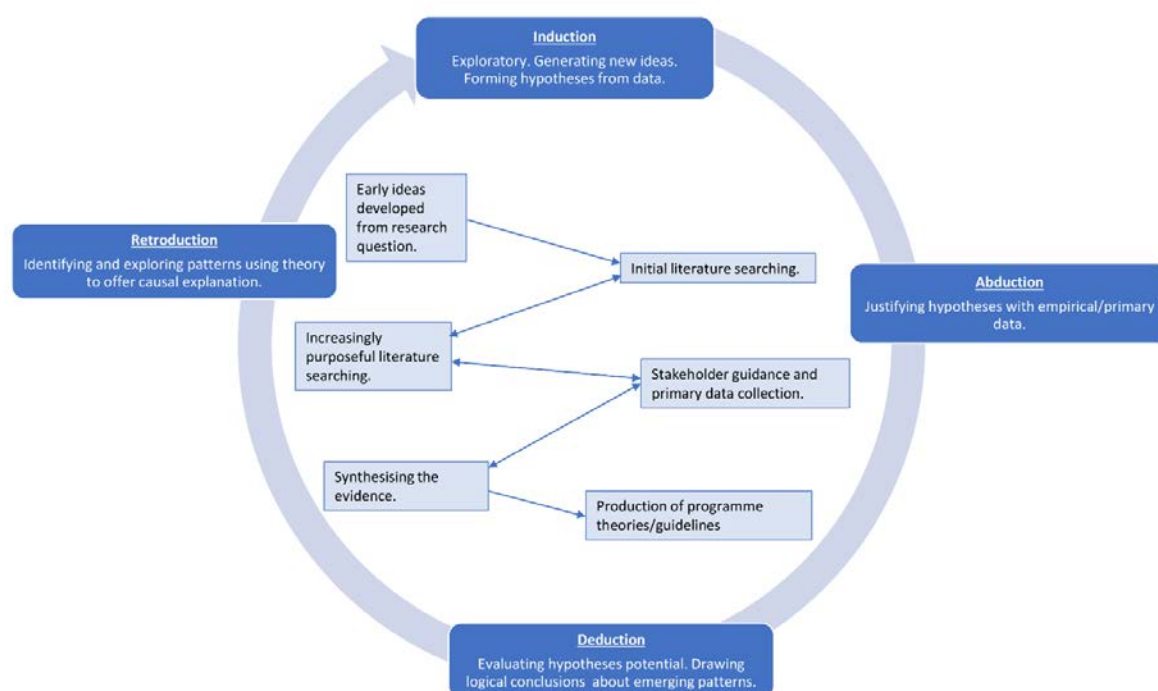 Induction
Exploratory. Generating new ideas.
Forming hypotheses from data.
Early ideas
developed
from research
question.
Retroduction
Identifying and exploring patterns using theory
to offer causal explanation.
Initial literature searching.
Abduction
Justifying hypotheses with empirical/primary
data.
Increasingly
purposeful literature
searching.
Stakeholder guidance and
primary data collection.
Synthesising the
evidence.
Production of programme
theories/guidelines
Deduction
Evaluating hypotheses potential. Drawing
logical conclusions about emerging patterns.